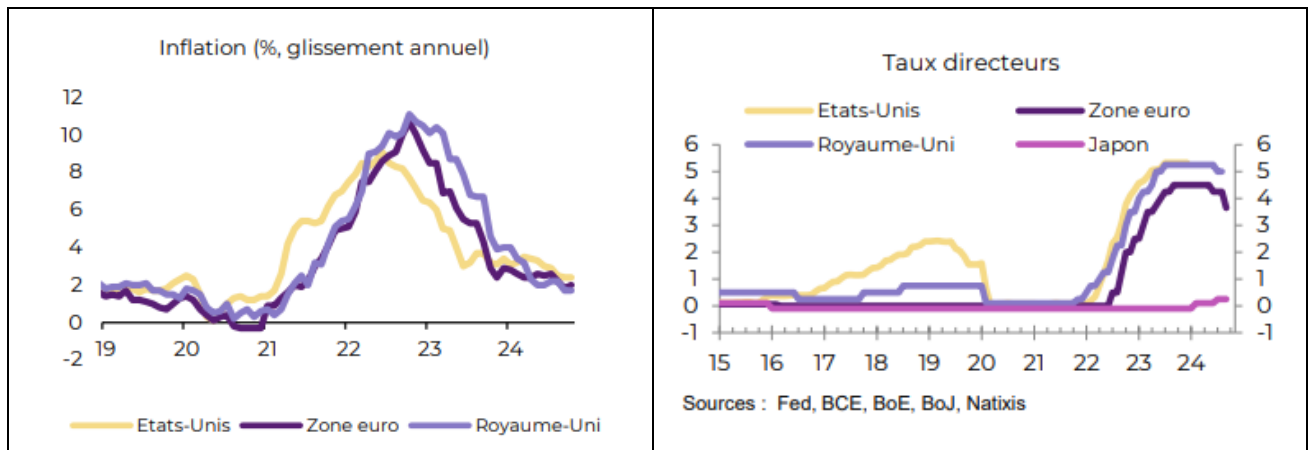 Inflation (%, glissement annuel)
12
10
8
6
4
2
0
-2
19 20 21 22 23 24
Etats-Unis Zone euro Royaume-Uni
Taux directeurs
Etats-Unis Zone euro
Royaume-Uni Japon
6 6
5 5
4 4
3 3
2 2
1 1
0 0
-1 -1
15 16 17 18 19 20 21 22 23 24
Sources : Fed, BCE, BoE, BoJ, Natixis